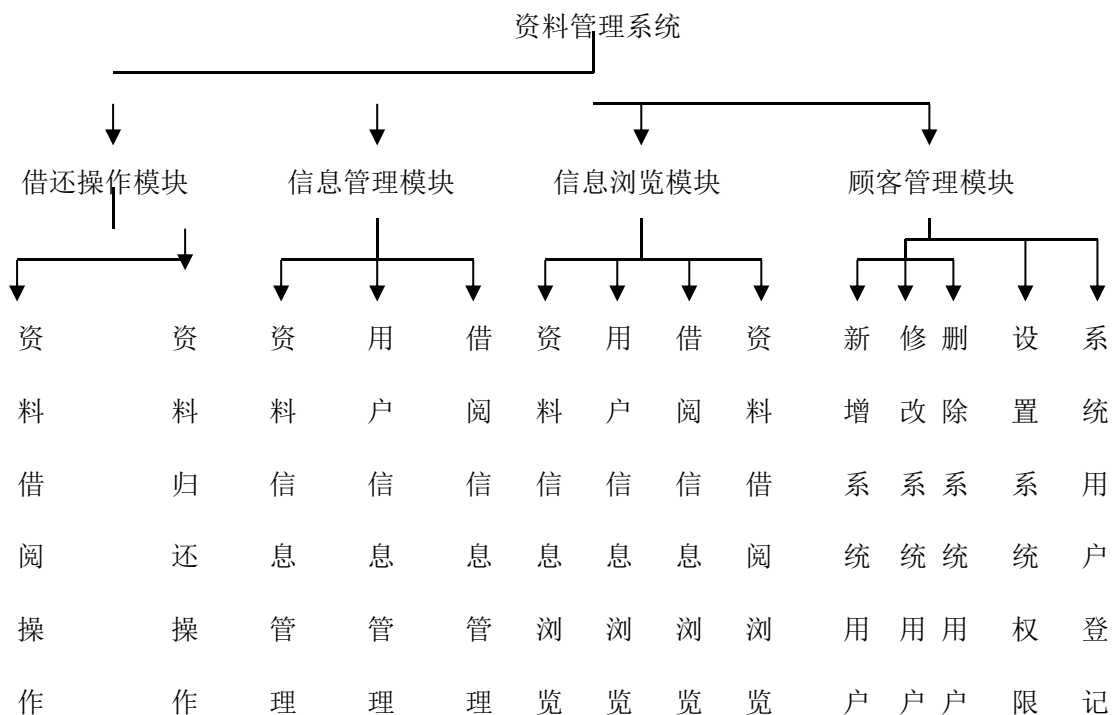 资料管理系统
借还操作模块
信息管理模块
信息浏览模块
顾客管理模块
资料借阅操作
资料归还操作
资料信息管理
用户信息管理
借阅信息管理
资料信息浏览
用户信息浏览
借阅信息浏览
资料借阅浏览
新增系统用户
修改系统用户
删除系统用户
设置系统权限
系统用户登记